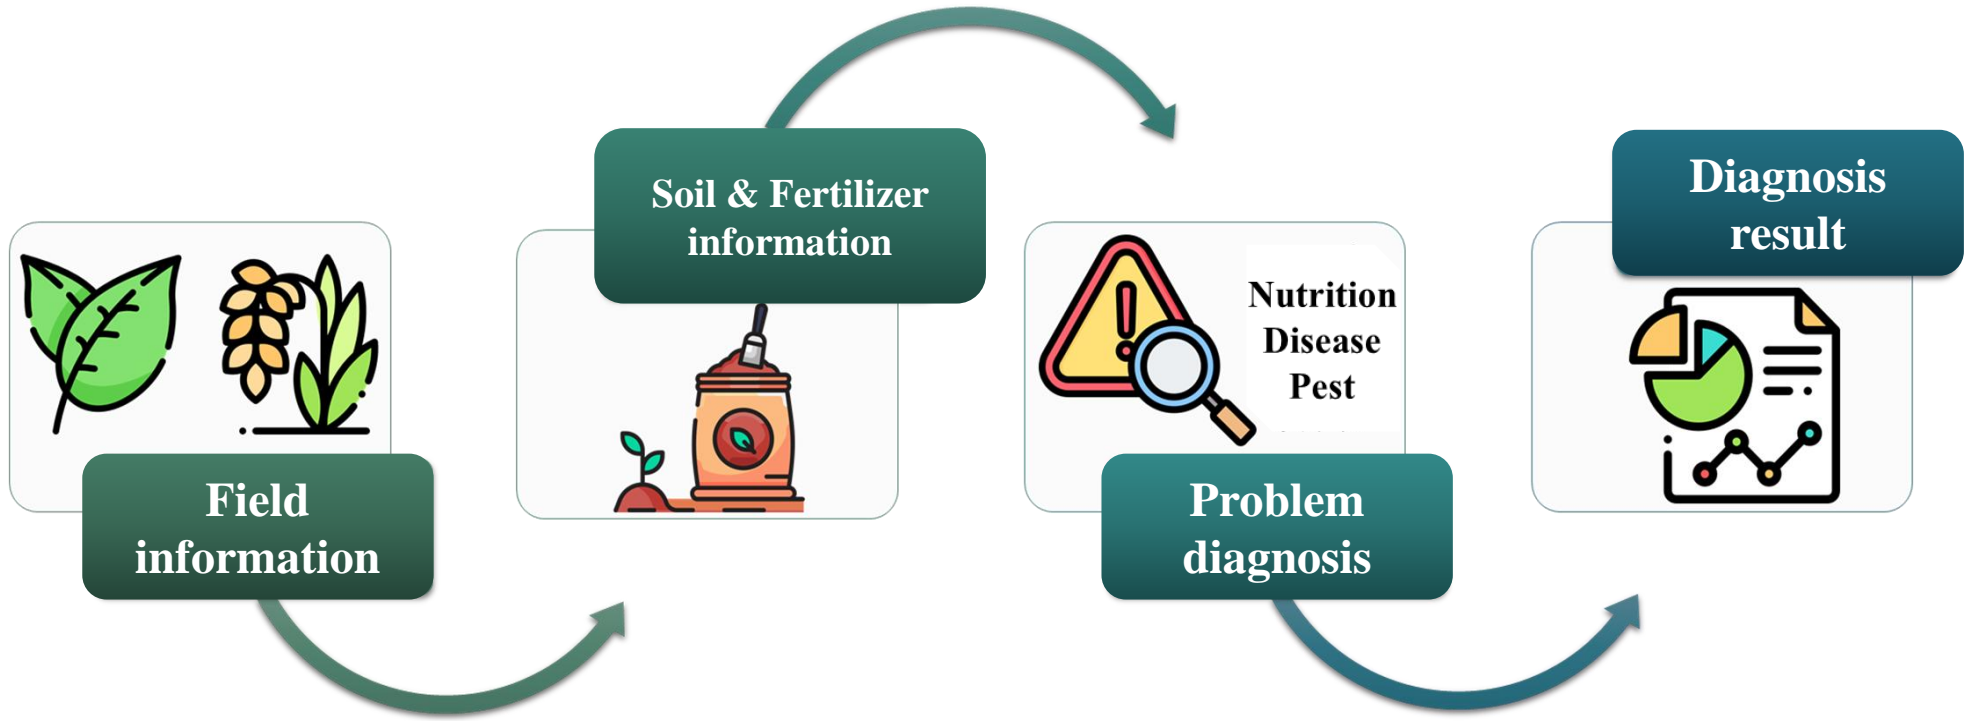 Field
information
Soil & Fertilizer
information
Nutrition
Disease
Pest
Problem
diagnosis
Diagnosis
result